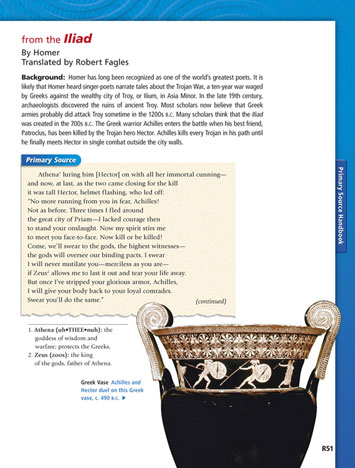 from the Iliad
By Homer
Translated by Robert Fagles
Background: Homer has long been recognized as one of the world's greatest poets. It is
likely that Homer heard singer-poets narrate tales about the Trojan War, a ten-year war waged
by Greeks against the wealthy city of Troy, or Ilium, in Asia Minor. In the late 19th century,
archaeologists discovered the ruins of ancient Troy. Most scholars now believe that Greek
armies probably did attack Troy sometime in the 1200s B.C. Many scholars think that the Iliad
was created in the 700s B.C. The Greek warrior Achilles enters the battle when his best friend,
Patroclus, has been killed by the Trojan hero Hector. Achilles kills every Trojan in his path until
he finally meets Hector in single combat outside the city walls.
Primary Source
Athena¹ luring him [Hector] on with all her immortal cunning—
and now, at last, as the two came closing for the kill
it was tall Hector, helmet flashing, who led off:
"No more running from you in fear, Achilles!
Not as before. Three times I fled around
the great city of Priam—I lacked courage then
to stand your onslaught. Now my spirit stirs me
to meet you face-to-face. Now kill or be killed!
Come, we'll swear to the gods, the highest witnesses—
the gods will oversee our binding pacts. I swear
I will never mutilate you—merciless as you are—
if Zeus² allows me to last it out and tear your life away.
But once I've stripped your glorious armor, Achilles,
I will give your body back to your loyal comrades.
Swear you'll do the same."
(continued)
1. Athena (oh•THEE•nuh): the
goddess of wisdom and
warfare; protects the Greeks.
2. Zeus (zoos): the king
of the gods, father of Athena.
Greek Vase Achilles and
Hector duel on this Greek
vase, c. 490 B.C. ►
Primary Source Handbook
R51